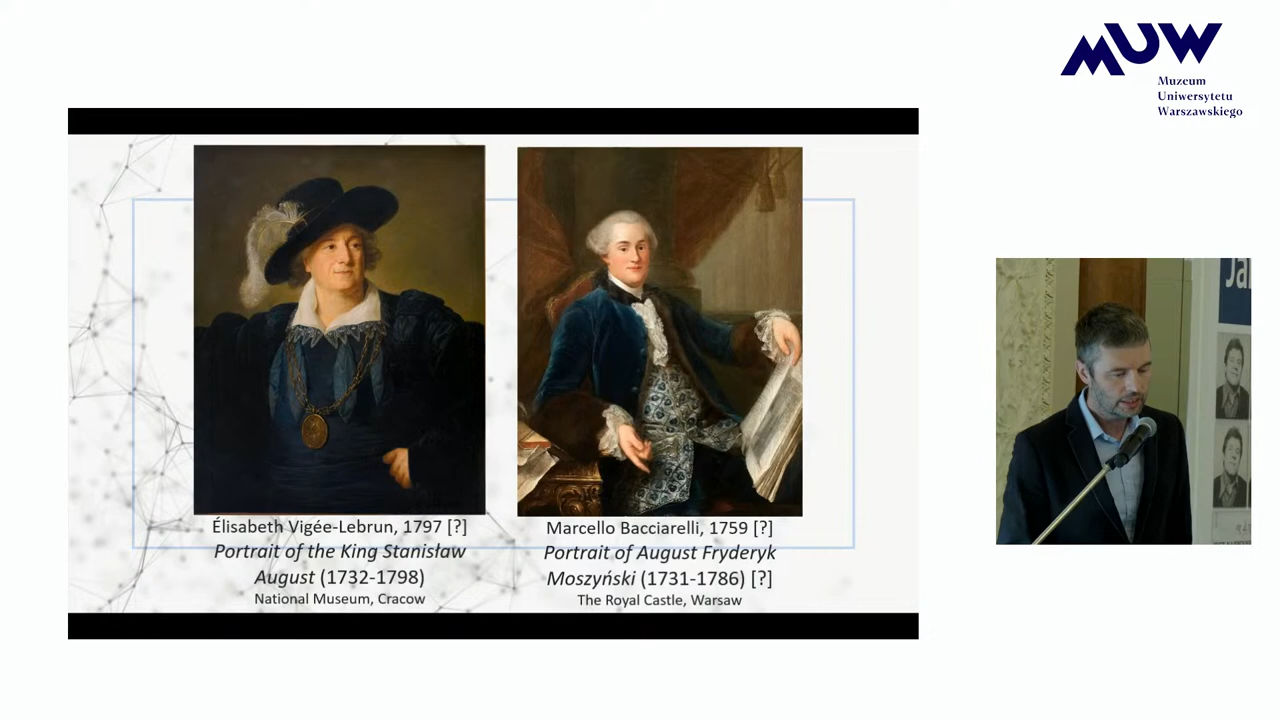 MUW
Muzeum
Uniwersytetu
Warszawskiego
Élisabeth Vigée-Lebrun, 1797 [?]
Portrait of the King Stanisław
August (1732-1798)
National Museum, Cracow
Marcello Bacciarelli, 1759 [?]
Portrait of August Fryderyk
Moszyński (1731-1786) [?]
The Royal Castle, Warsaw